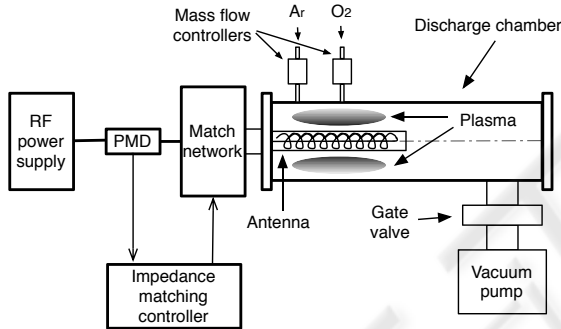 Mass flow
controllers
Ar
O2
Discharge chamber
RF
power
supply
PMD
Match
network
Plasma
Antenna
Gate
valve
Impedance
matching
controller
Vacuum
pump